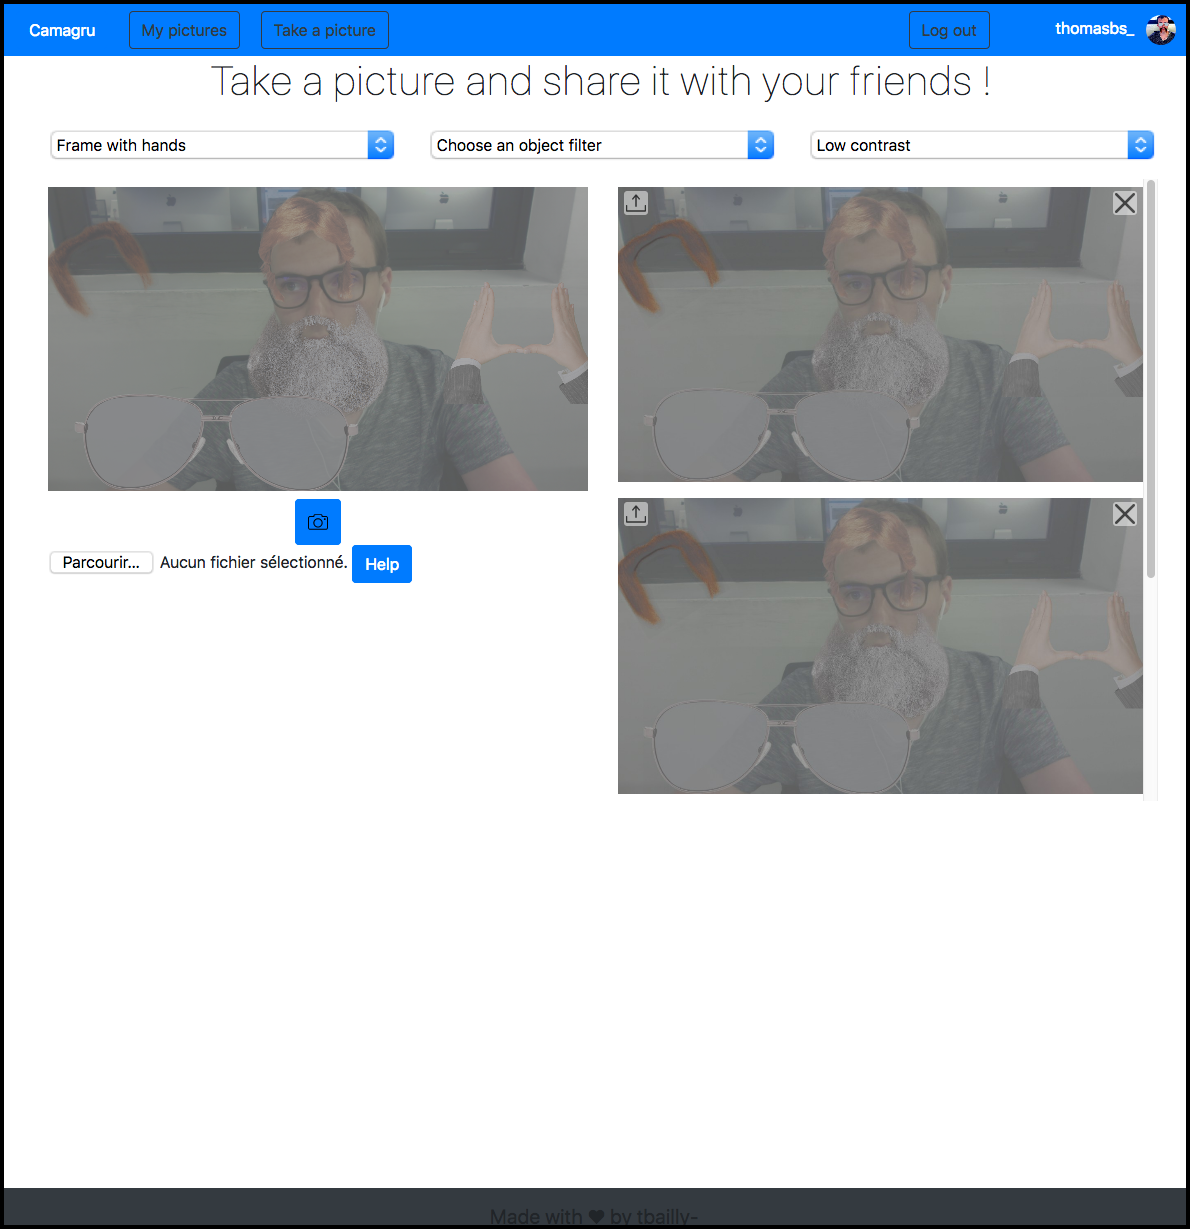 Camagru My pictures Take a picture Log out thomasbs_
Take a picture and share it with your friends !
Frame with hands Choose an object filter Low contrast
Parcourir... Aucun fichier sélectionné. Help
Made with ♥ by tbailly-